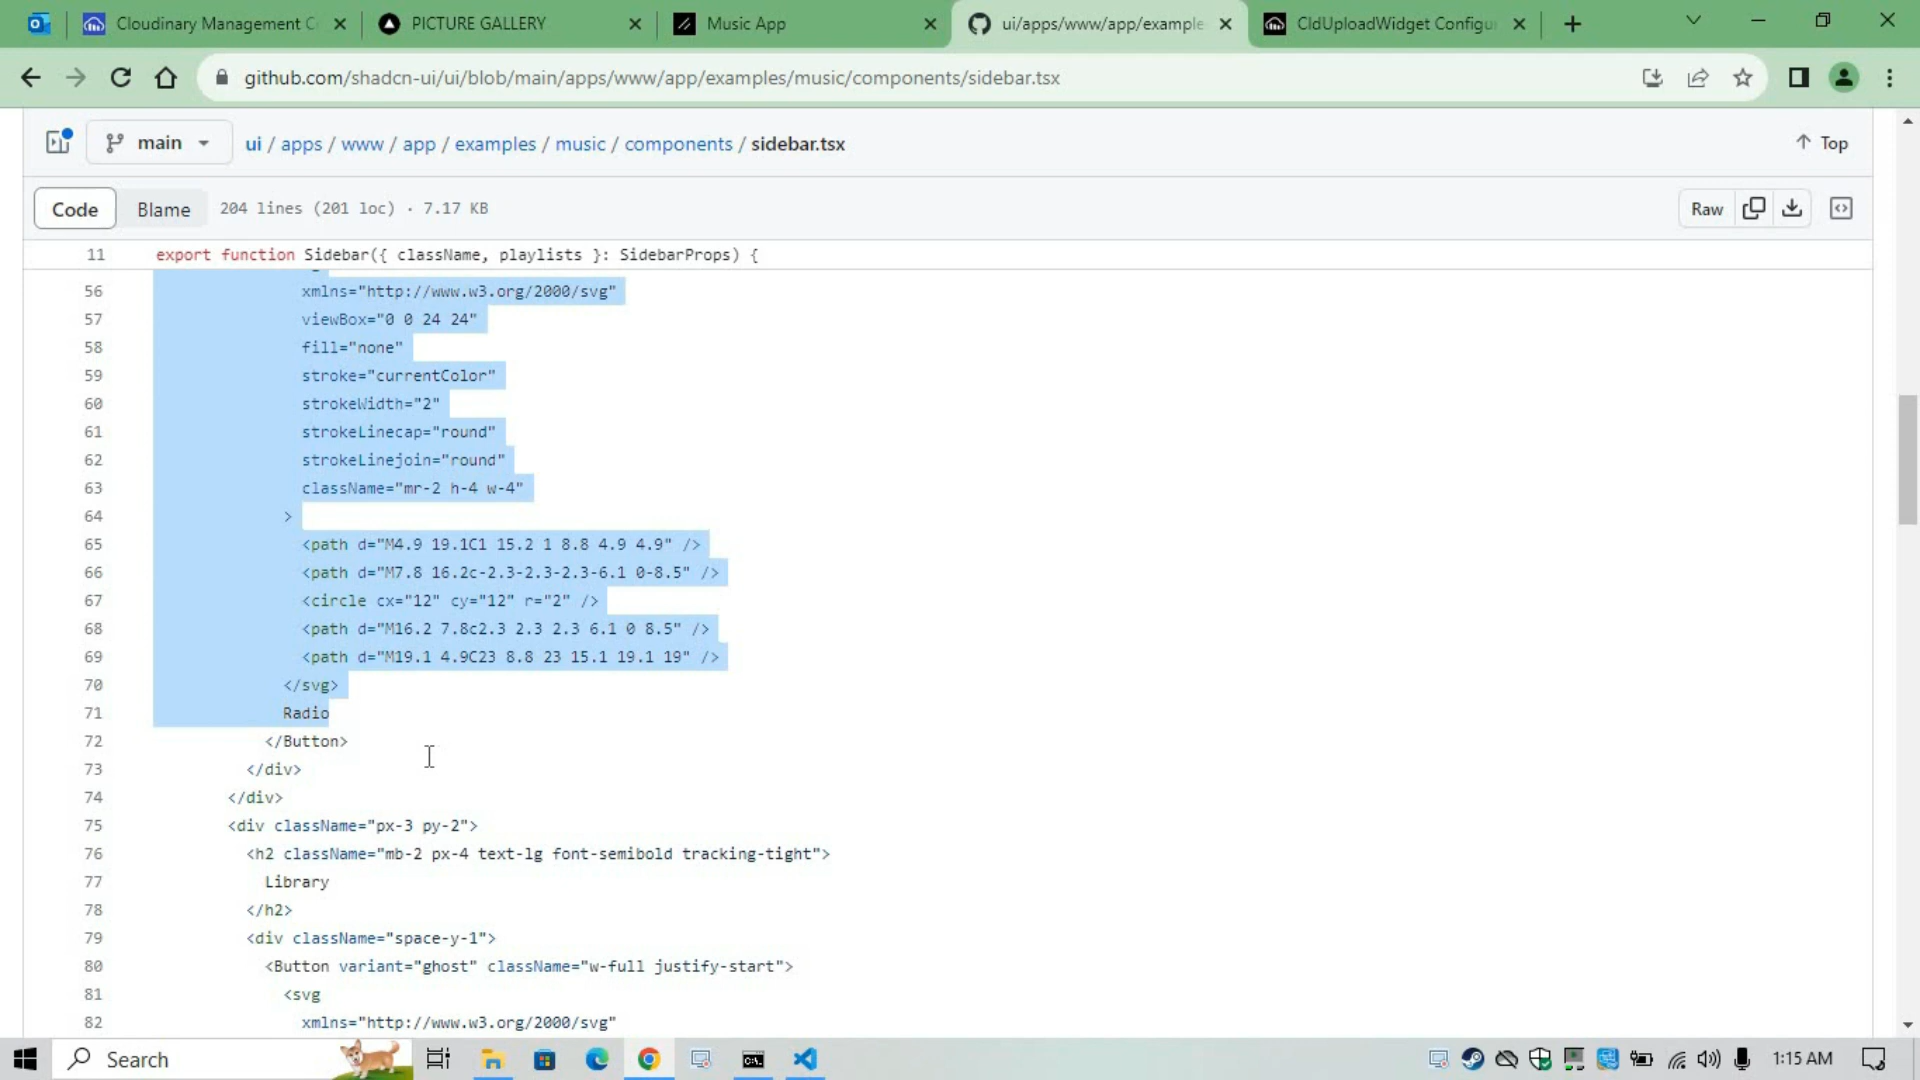 Cloudinary Management C
PICTURE GALLERY
Music App
ui/apps/www/app/example
CldUploadWidget Configu
github.com/shadcn-ui/ui/blob/main/apps/www/app/examples/music/components/sidebar.tsx
main
ui / apps / www / app / examples / music / components / sidebar.tsx
Top
Code
Blame
204 lines (201 loc) · 7.17 KB
Raw
11 export function Sidebar({ className, playlists }: SidebarProps) {
56 xmlns="http://www.w3.org/2000/svg"
57 viewBox="0 0 24 24"
58 fill="none"
59 stroke="currentColor"
60 strokeWidth="2"
61 strokeLinecap="round"
62 strokeLinejoin="round"
63 className="mr-2 h-4 w-4"
64 >
65 <path d="M4.9 19.1C1 15.2 1 8.8 4.9 4.9" />
66 <path d="M7.8 16.2c-2.3-2.3-2.3-6.1 0-8.5" />
67 <circle cx="12" cy="12" r="2" />
68 <path d="M16.2 7.8c2.3 2.3 2.3 6.1 0 8.5" />
69 <path d="M19.1 4.9C23 8.8 23 15.1 19.1 19" />
70 </svg>
71 Radio
72 </Button>
73 </div>
74 </div>
75 <div className="px-3 py-2">
76 <h2 className="mb-2 px-4 text-lg font-semibold tracking-tight">
77 Library
78 </h2>
79 <div className="space-y-1">
80 <Button variant="ghost" className="w-full justify-start">
81 <svg
82 xmlns="http://www.w3.org/2000/svg"
Search
1:15 AM